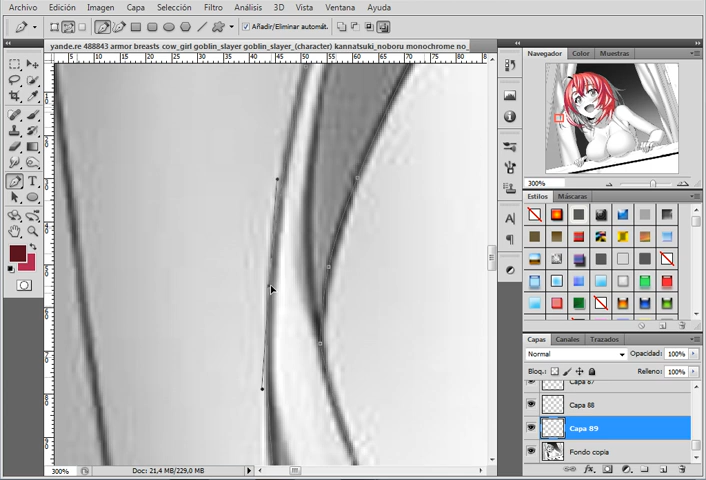 Archivo Edición Imagen Capa Selección Filtro Análisis 3D Vista Ventana Ayuda
Añadir/Eliminar automát.
yande.re 488843 armor breasts cow_girl goblin_slayer goblin_slayer_(character) kannatsuki_noboru monochrome no_
Navegador Color Muestras
300%
Estilos Máscaras
Capas Canales Trazados
Normal Opacidad: 100%
Bloq.: Relleno: 100%
Capa 87
Capa 88
Capa 89
Fondo copia
300% Doc: 21,4 MB/229,0 MB